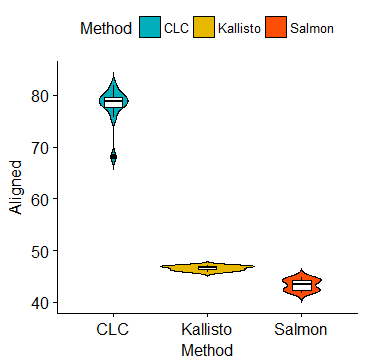 Method CLC Kallisto Salmon
80
70
60
50
40
Aligned
CLC Kallisto Salmon
Method